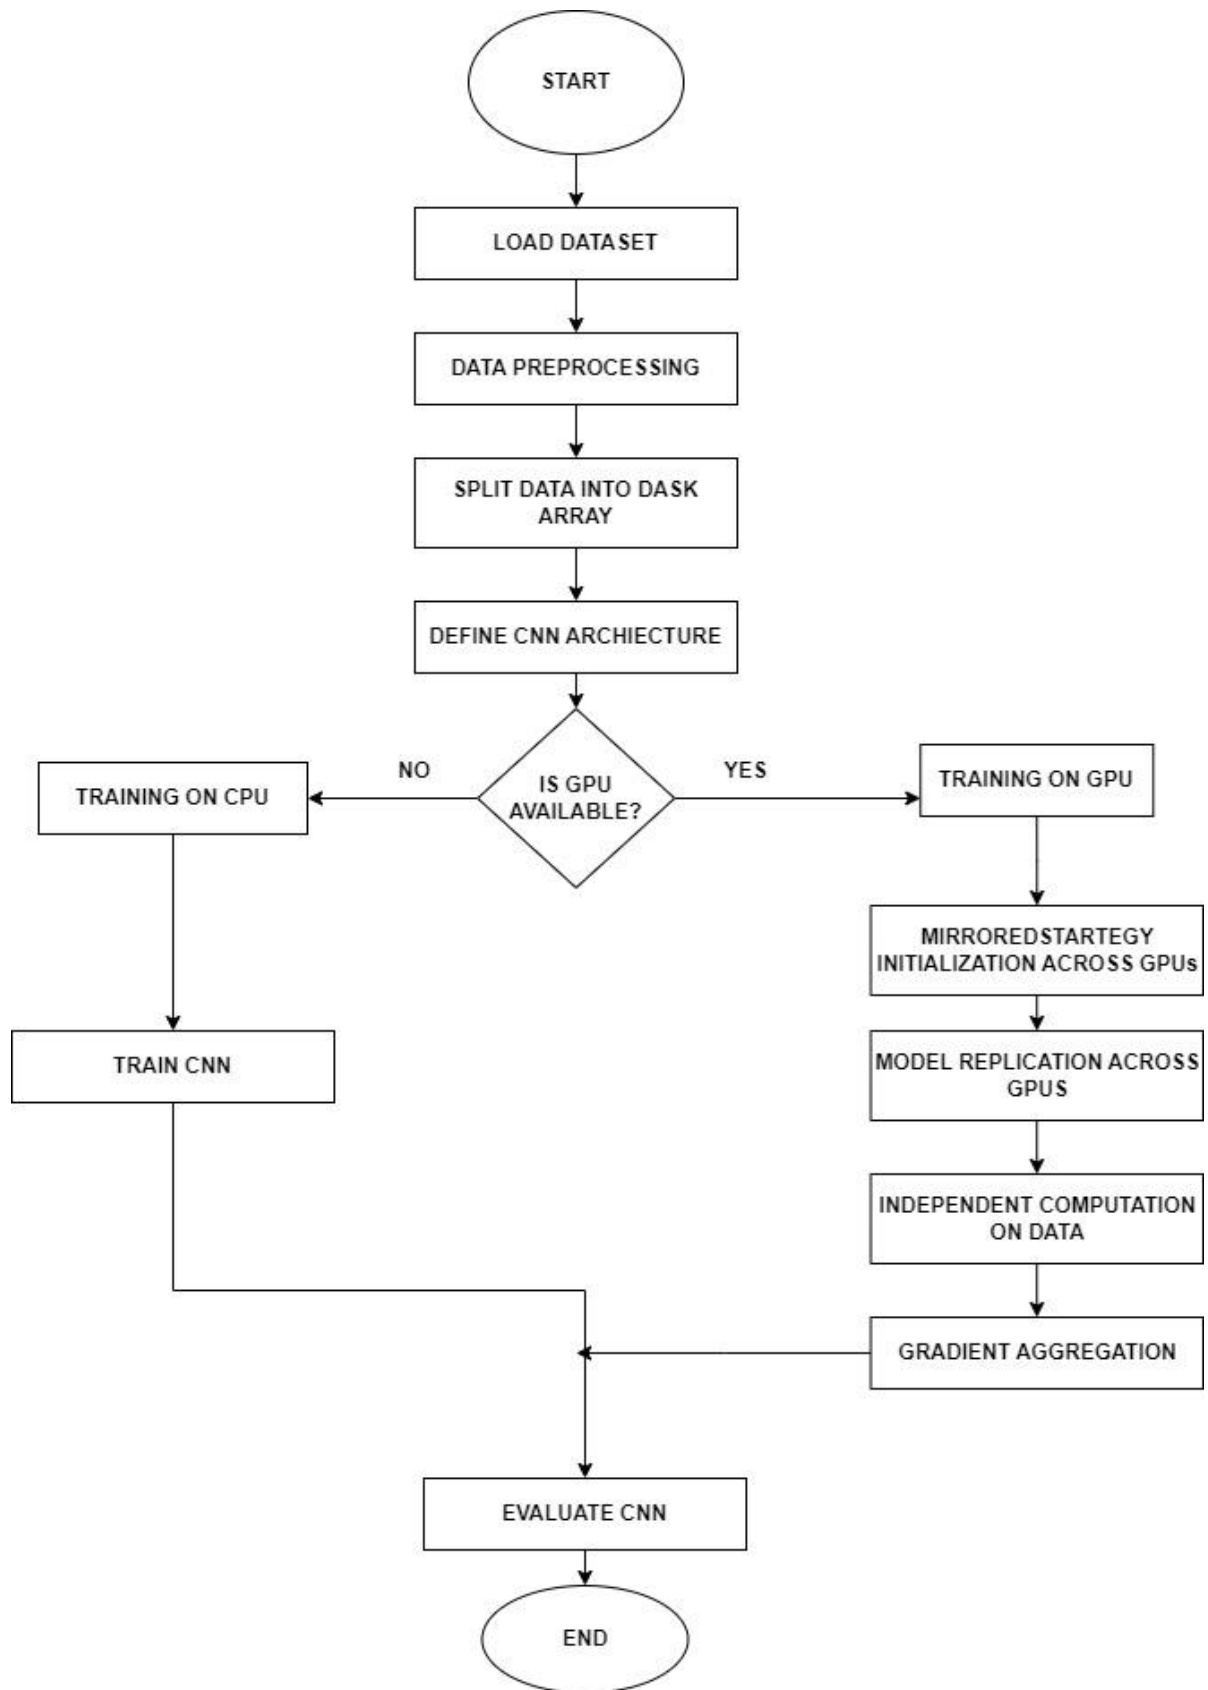 START
LOAD DATASET
DATA PREPROCESSING
SPLIT DATA INTO DASK
ARRAY
DEFINE CNN ARCHIECTURE
NO
IS GPU
AVAILABLE?
YES
TRAINING ON CPU
TRAINING ON GPU
MIRROREDSTARTEGY
INITIALIZATION ACROSS GPUs
TRAIN CNN
MODEL REPLICATION ACROSS
GPUS
INDEPENDENT COMPUTATION
ON DATA
GRADIENT AGGREGATION
EVALUATE CNN
END